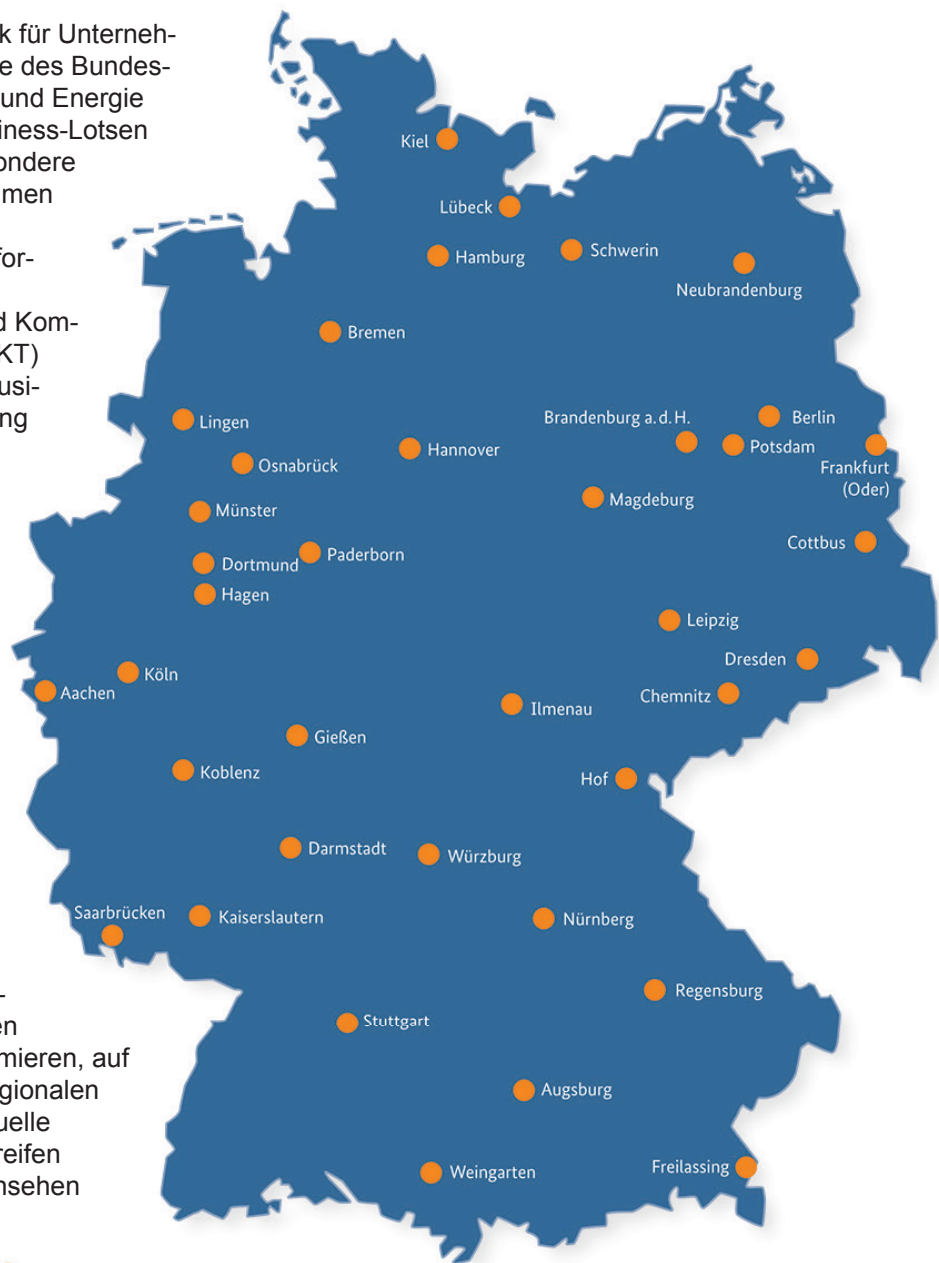 k für Unterneh-
e des Bundes-
und Energie
iness-Lotsen
ondere
men
for-
d Kom-
KT)
usi-
ng
-
en
mieren, auf
gionalen
uelle
reifen
nsehen
Kiel
Lübeck
Hamburg
Schwerin
Neubrandenburg
Bremen
Lingen
Osnabrück
Hannover
Brandenburg a. d. H.
Berlin
Potsdam
Frankfurt
(Oder)
Münster
Magdeburg
Cottbus
Dortmund
Paderborn
Hagen
Leipzig
Dresden
Köln
Aachen
Chemnitz
Ilmenau
Gießen
Koblenz
Hof
Darmstadt
Würzburg
Saarbrücken
Kaiserslautern
Nürnberg
Regensburg
Stuttgart
Augsburg
Weingarten
Freilassing